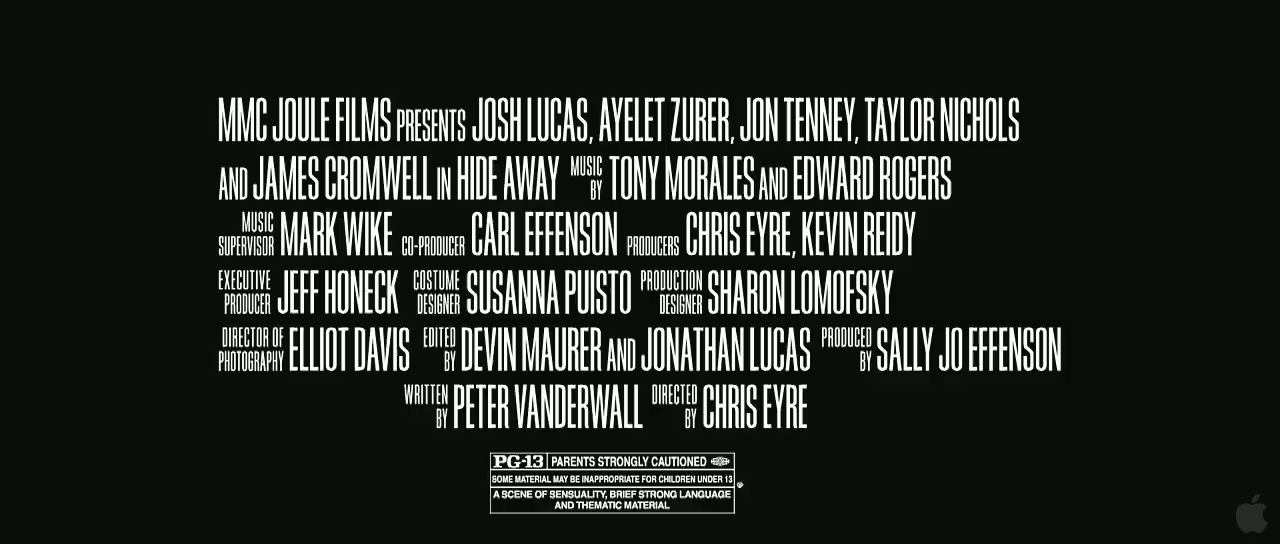 MMC JOULE FILMS PRESENTS JOSH LUCAS, AYELET ZURER, JON TENNEY, TAYLOR NICHOLS
AND JAMES CROMWELL IN HIDE AWAY MUSIC BY TONY MORALES AND EDWARD ROGERS
MUSIC SUPERVISOR MARK WIKE CO-PRODUCER CARL EFFENSON PRODUCERS CHRIS EYRE, KEVIN REIDY
EXECUTIVE PRODUCER JEFF HONECK COSTUME DESIGNER SUSANNA PUISTO PRODUCTION DESIGNER SHARON LOMOFSKY
DIRECTOR OF PHOTOGRAPHY ELLIOT DAVIS EDITED BY DEVIN MAURER AND JONATHAN LUCAS PRODUCED BY SALLY JO EFFENSON
WRITTEN BY PETER VANDERWALL DIRECTED BY CHRIS EYRE
PG-13 PARENTS STRONGLY CAUTIONED
SOME MATERIAL MAY BE INAPPROPRIATE FOR CHILDREN UNDER 13
A SCENE OF SENSUALITY, BRIEF STRONG LANGUAGE
AND THEMATIC MATERIAL